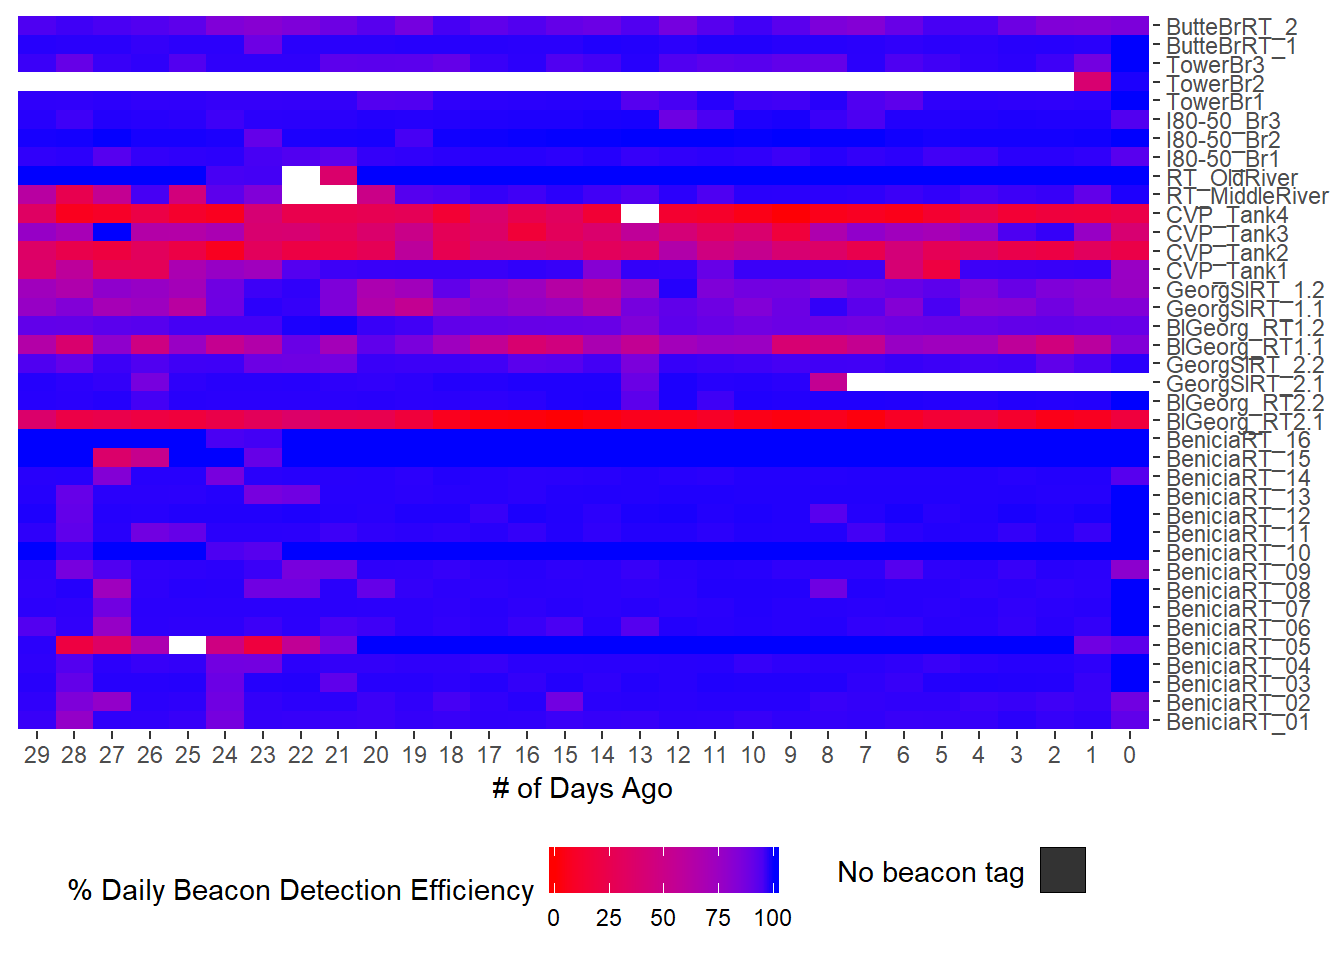 ButteBrRT_2
ButteBrRT_1
TowerBr3
TowerBr2
TowerBr1
I80-50_Br3
I80-50_Br2
I80-50_Br1
RT_OldRiver
RT_MiddleRiver
CVP_Tank4
CVP_Tank3
CVP_Tank2
CVP_Tank1
GeorgSlRT_1.2
GeorgSlRT_1.1
BlGeorg_RT1.2
BlGeorg_RT1.1
GeorgSlRT_2.2
GeorgSlRT_2.1
BlGeorg_RT2.2
BlGeorg_RT2.1
BeniciaRT_16
BeniciaRT_15
BeniciaRT_14
BeniciaRT_13
BeniciaRT_12
BeniciaRT_11
BeniciaRT_10
BeniciaRT_09
BeniciaRT_08
BeniciaRT_07
BeniciaRT_06
BeniciaRT_05
BeniciaRT_04
BeniciaRT_03
BeniciaRT_02
BeniciaRT_01
29 28 27 26 25 24 23 22 21 20 19 18 17 16 15 14 13 12 11 10 9 8 7 6 5 4 3 2 1 0
# of Days Ago
% Daily Beacon Detection Efficiency
0 25 50 75 100
No beacon tag